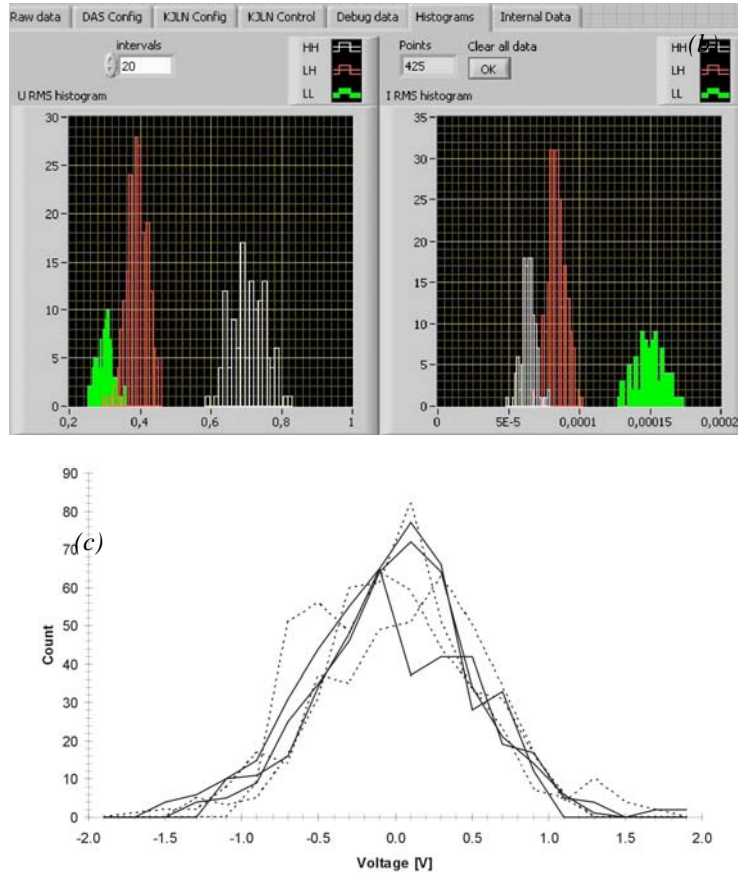 Raw data DAS Config KJLN Config KJLN Control Debug data Histograms Internal Data
intervals
20
HH
LH
LL
U RMS histogram
Points
425
Clear all data
OK
(b)
HH
LH
LL
I RMS histogram
30
25
20
15
10
5
0
0,2 0,4 0,6 0,8 1
35
30
25
20
15
10
5
0
0 5E-5 0,0001 0,00015 0,0002
(c)
90
80
70
60
50
40
30
20
10
0
Count
-2.0 -1.5 -1.0 -0.5 0.0 0.5 1.0 1.5 2.0
Voltage [V]